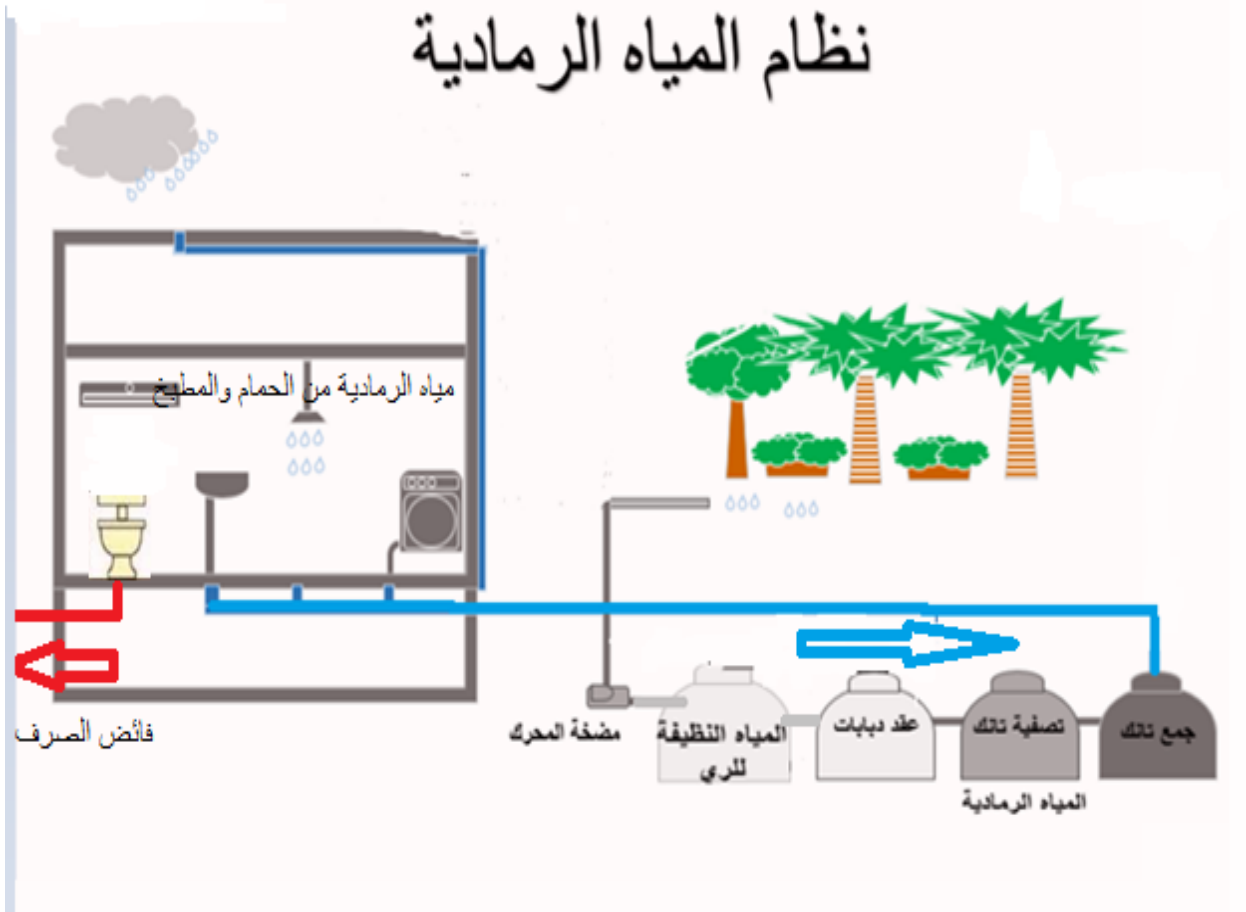 نظام المياه الرمادية
مياه الرمادية من الحمام والمطبخ
فائض الصرف
مضخة المحرك
المياه النظيفة
للري
عقد دبابات
تصفية تانك
جمع تانك
المياه الرمادية